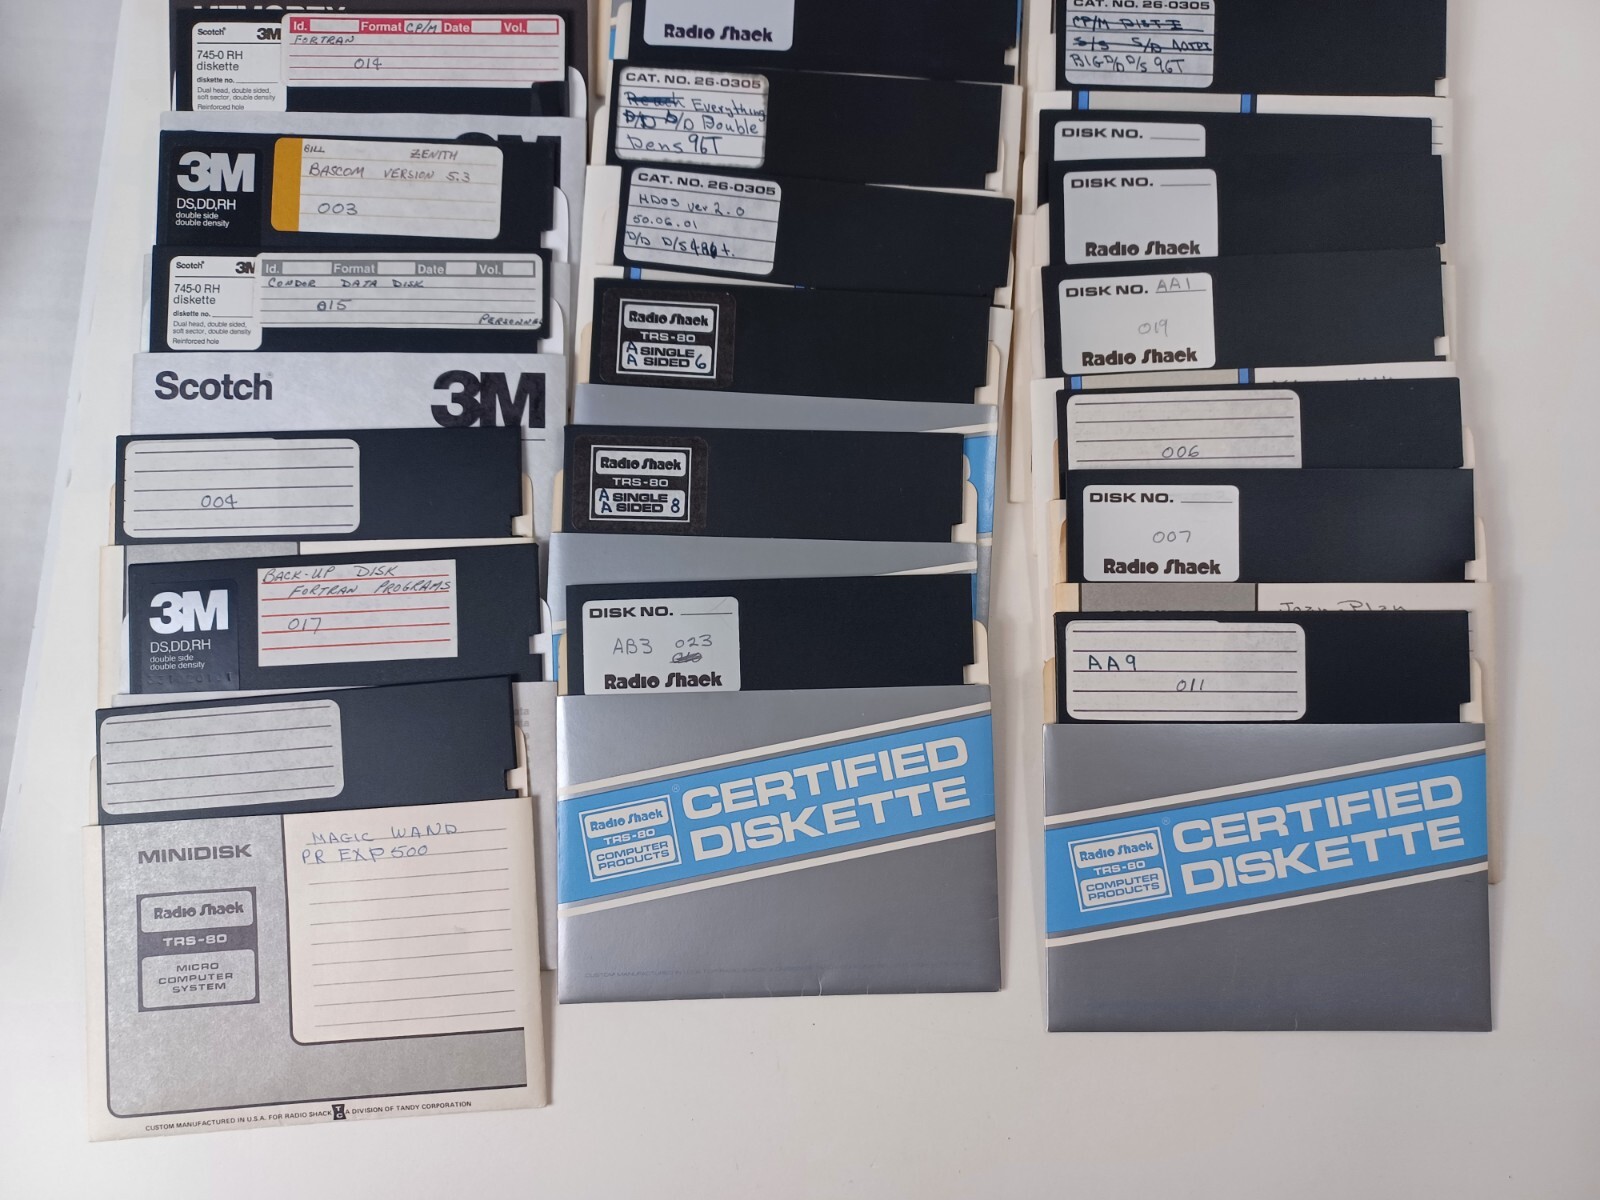 MEMOREX
Scotch 3M
745-0 RH
diskette
diskette no.
Dual head, double sided,
soft sector, double density
Reinforced hole
Id. Format CP/M Date Vol.
FORTRAN
014
3M
DS,DD,RH
double side
double density
BILL ZENITH
BASCOM VERSION 5.3
003
Scotch 3M
745-0 RH
diskette
diskette no.
Dual head, double sided,
soft sector, double density
Reinforced hole
Id. Format Date Vol.
CONDOR DATA DISK
015
PERSONNEL
Scotch 3M
004
3M
DS,DD,RH
double side
double density
BACK-UP DISK
FORTRAN PROGRAMS
017
MINIDISK
Radio Shack
TRS-80
MICRO
COMPUTER
SYSTEM
MAGIC WAND
PR EXP 500
CUSTOM MANUFACTURED IN U.S.A. FOR RADIO SHACK TC A DIVISION OF TANDY CORPORATION
Radio Shack
CAT. NO. 26-0305
Everything
D/D Double
Dens 96T
CAT. NO. 26-0305
HDOS ver 2.0
50.06.01
D/D D/S
Radio Shack
TRS-80
A SINGLE
A SIDED 6
Radio Shack
TRS-80
A SINGLE
A SIDED 8
DISK NO.
AB3 023
Radio Shack
Radio Shack
TRS-80
COMPUTER
PRODUCTS
CERTIFIED
DISKETTE
CAT. NO. 26-0305
CP/M DIST I
S/S S/D
BIG D/D D/S 96T
DISK NO.
DISK NO.
Radio Shack
DISK NO. AA1
019
Radio Shack
006
DISK NO.
007
Radio Shack
AA9
011
Radio Shack
TRS-80
COMPUTER
PRODUCTS
CERTIFIED
DISKETTE